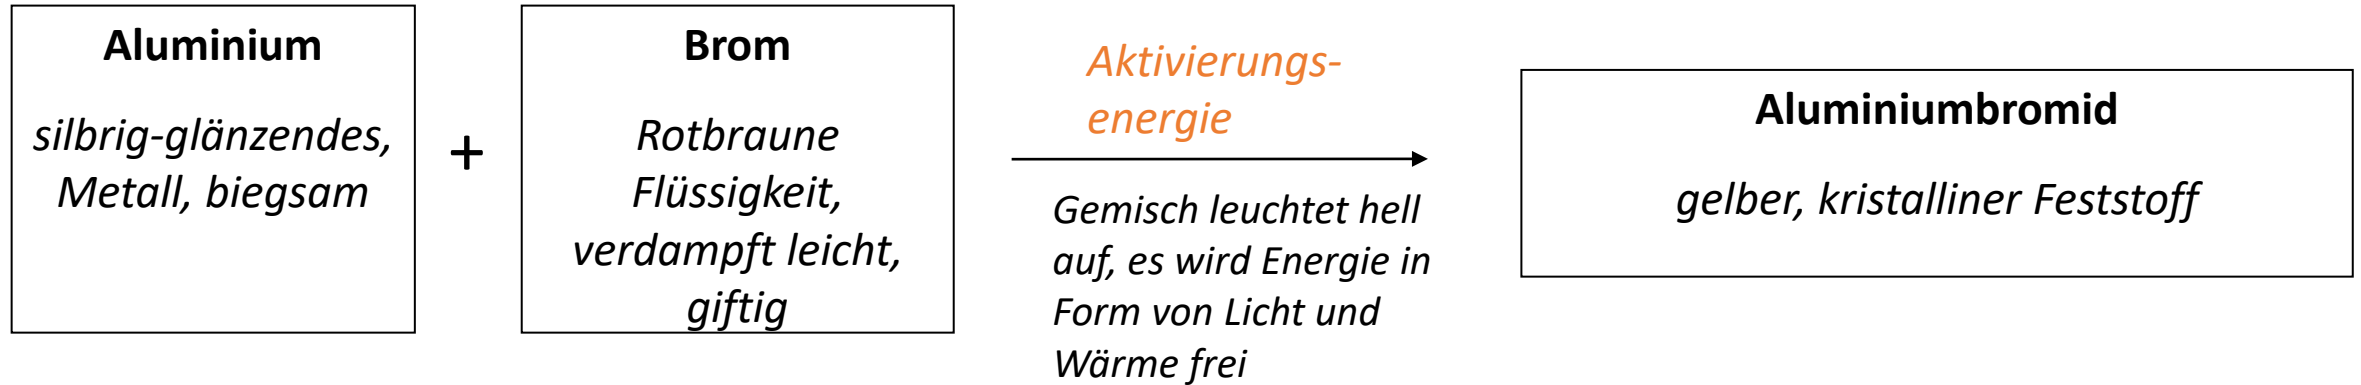 Aluminium
silbrig-glänzendes,
Metall, biegsam
+
Brom
Rotbraune
Flüssigkeit,
verdampft leicht,
giftig
Aktivierungs-
energie
Gemisch leuchtet hell
auf, es wird Energie in
Form von Licht und
Wärme frei
Aluminiumbromid
gelber, kristalliner Feststoff